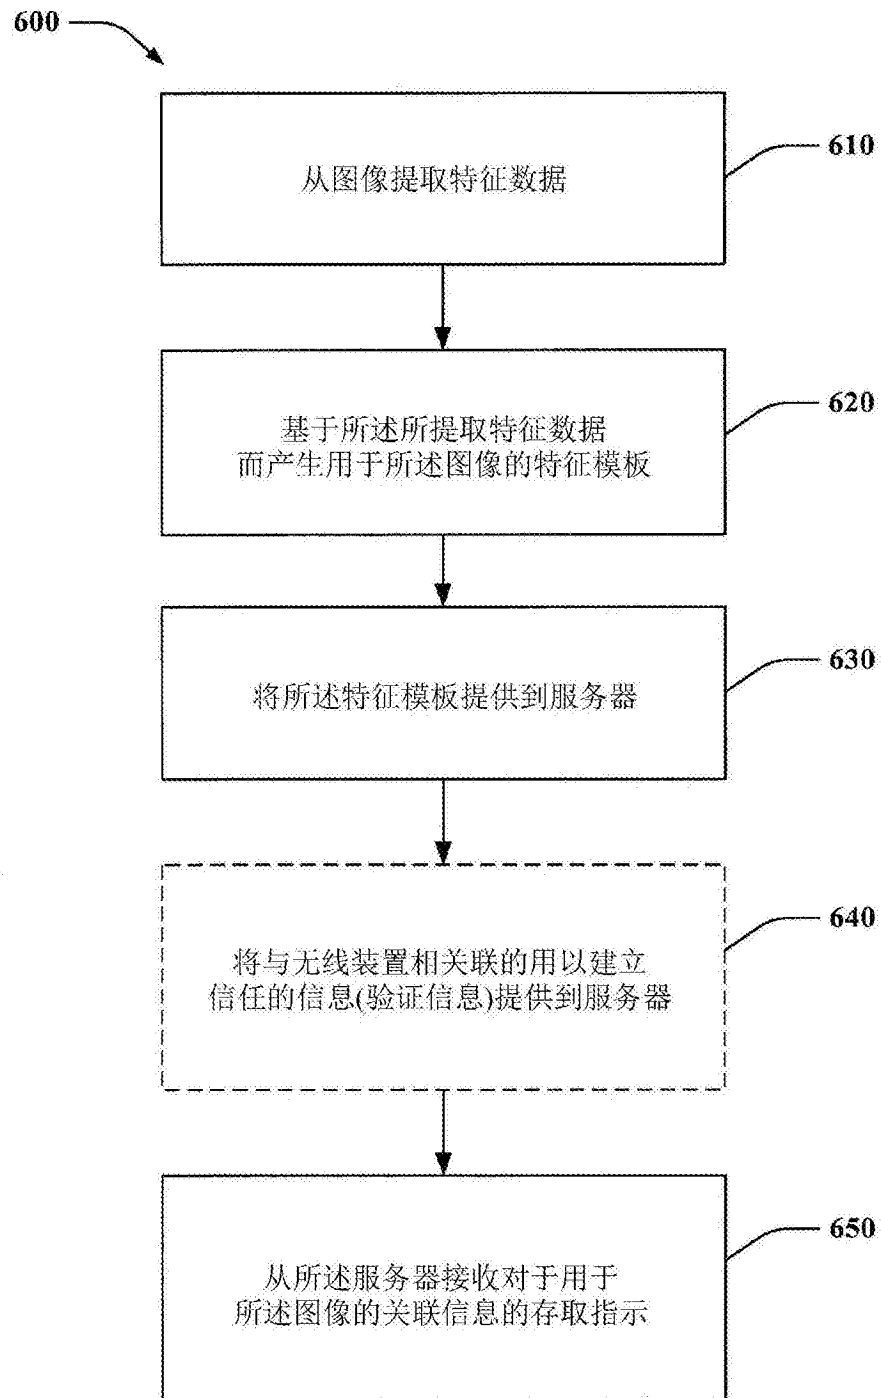 600
610
从图像提取特征数据
620
基于所述所提取特征数据
而产生用于所述图像的特征模板
630
将所述特征模板提供到服务器
640
将与无线装置相关联的用以建立
信任的信息(验证信息)提供到服务器
650
从所述服务器接收对于用于
所述图像的关联信息的存取指示